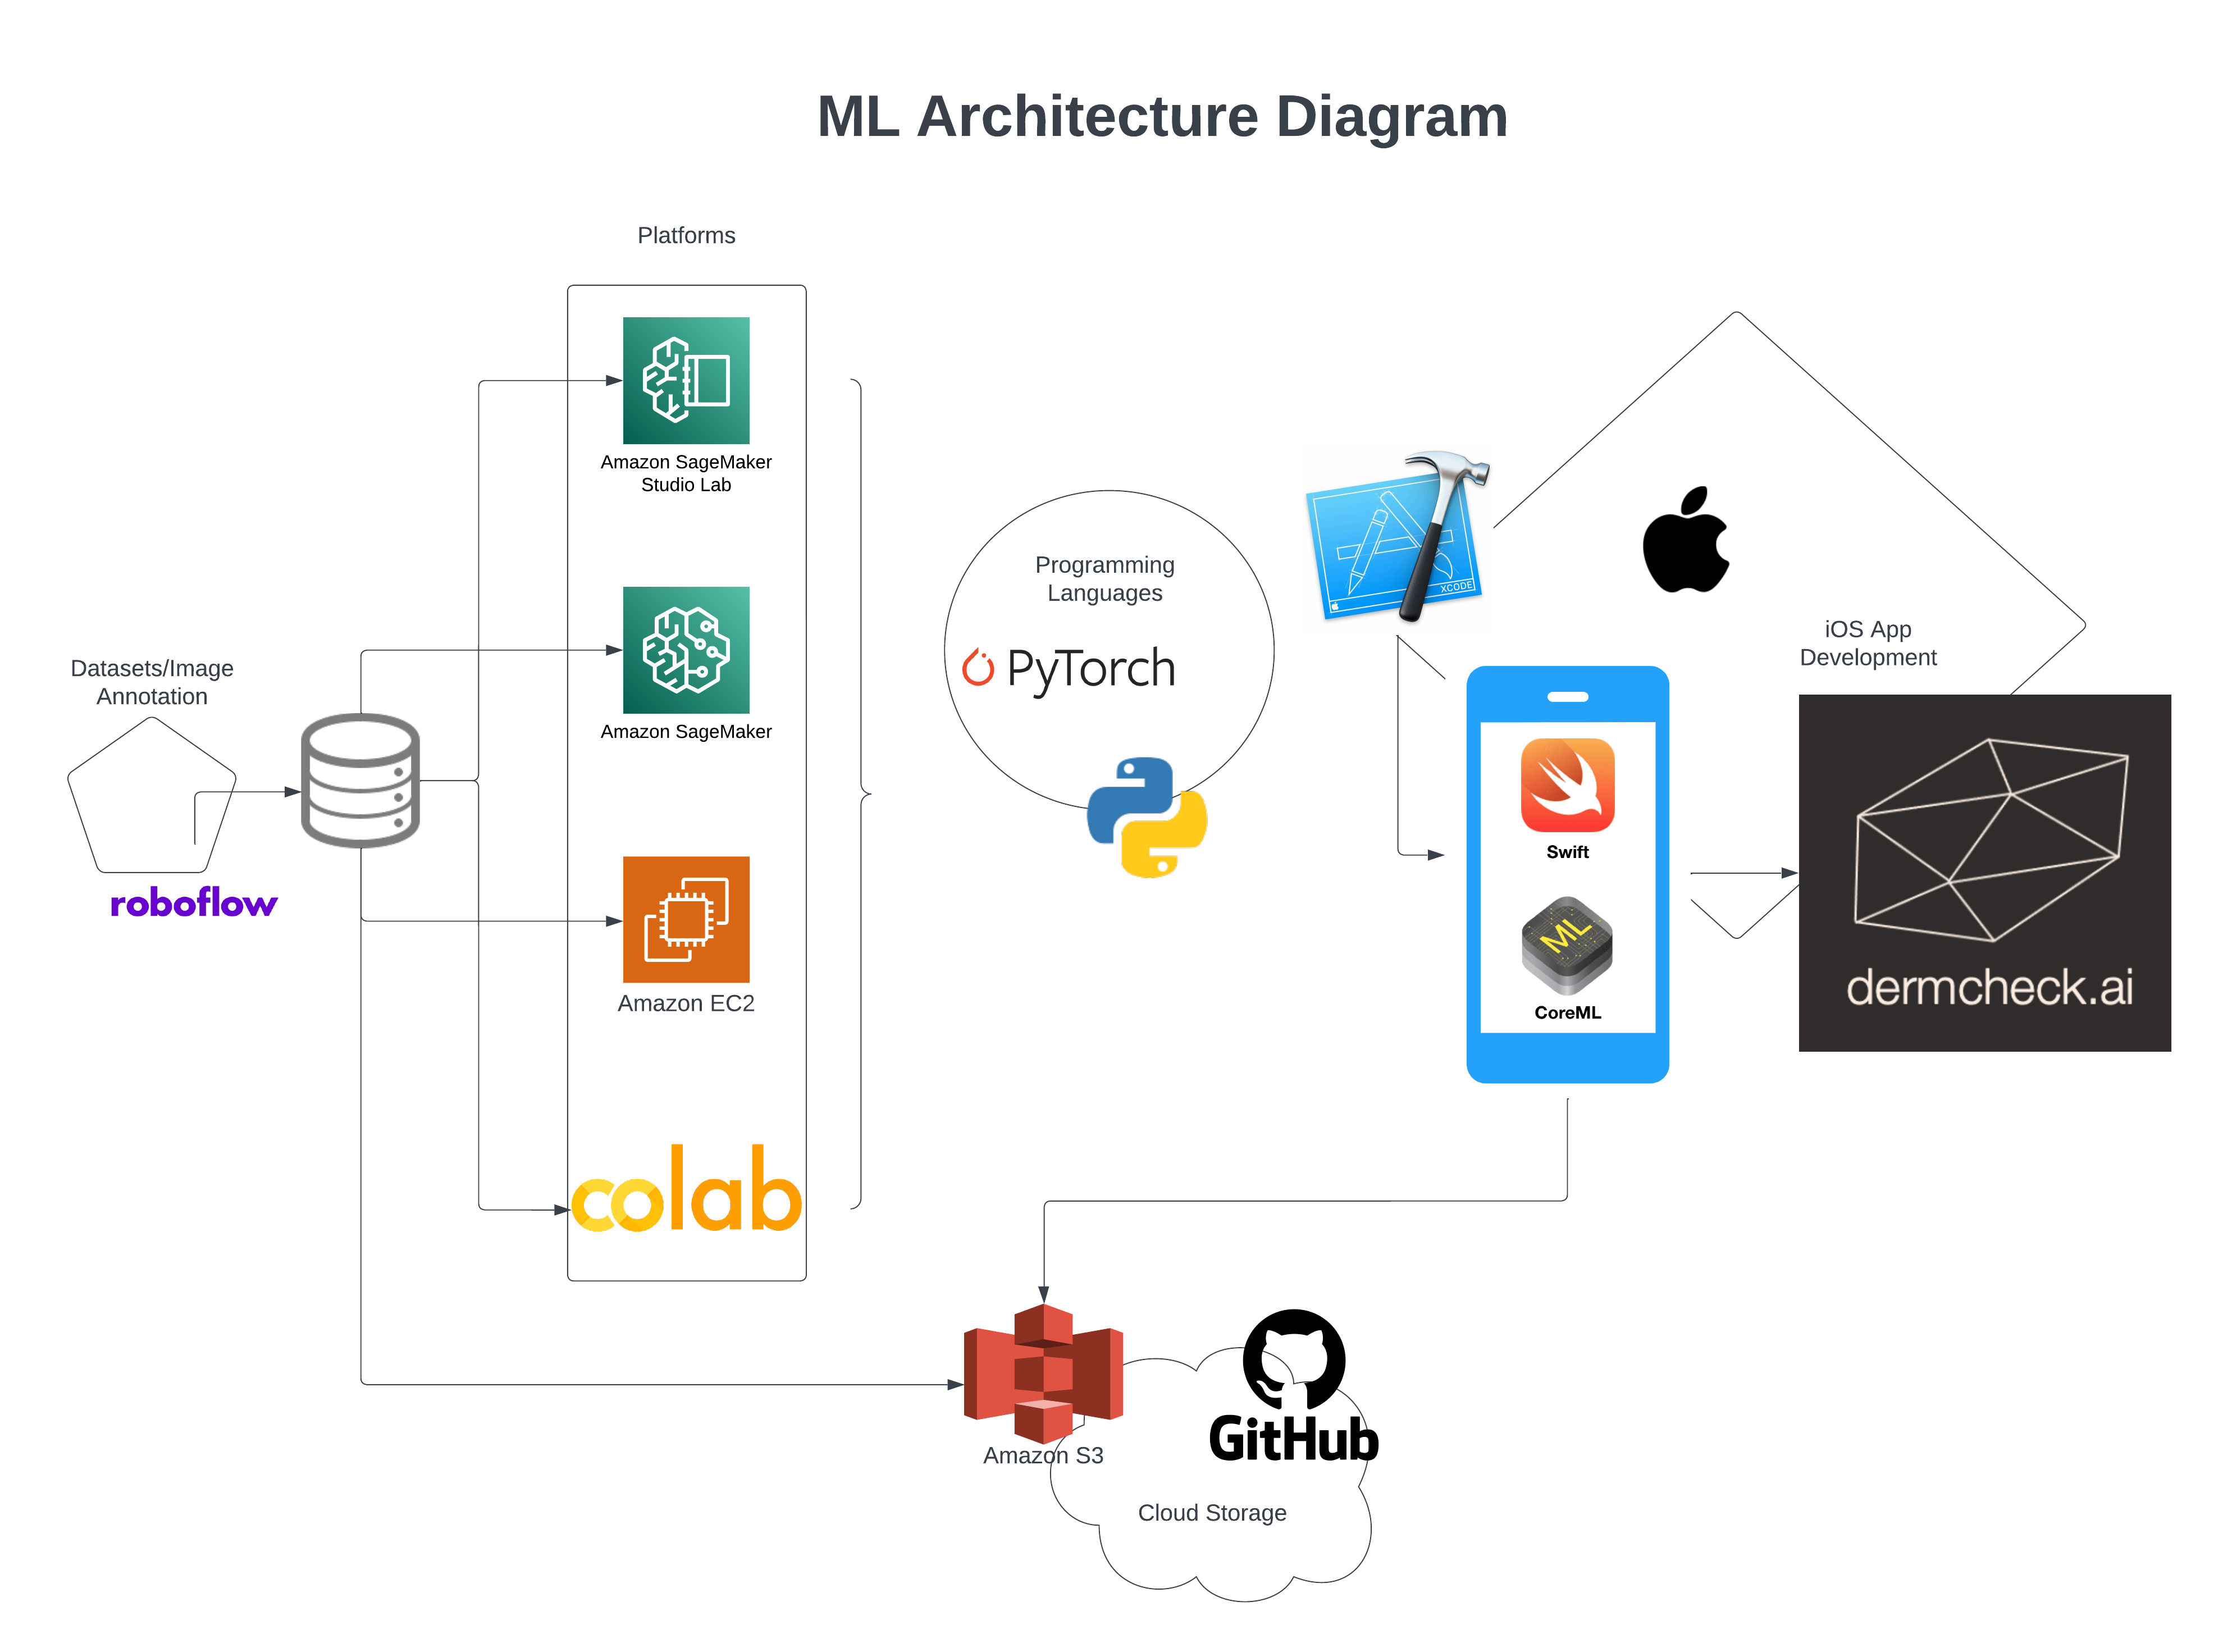 ML Architecture Diagram
Platforms
Amazon SageMaker
Studio Lab
Amazon SageMaker
Amazon EC2
colab
Datasets/Image
Annotation
roboflow
Programming
Languages
PyTorch
XCODE
iOS App
Development
Swift
ML
CoreML
dermcheck.ai
Amazon S3
GitHub
Cloud Storage